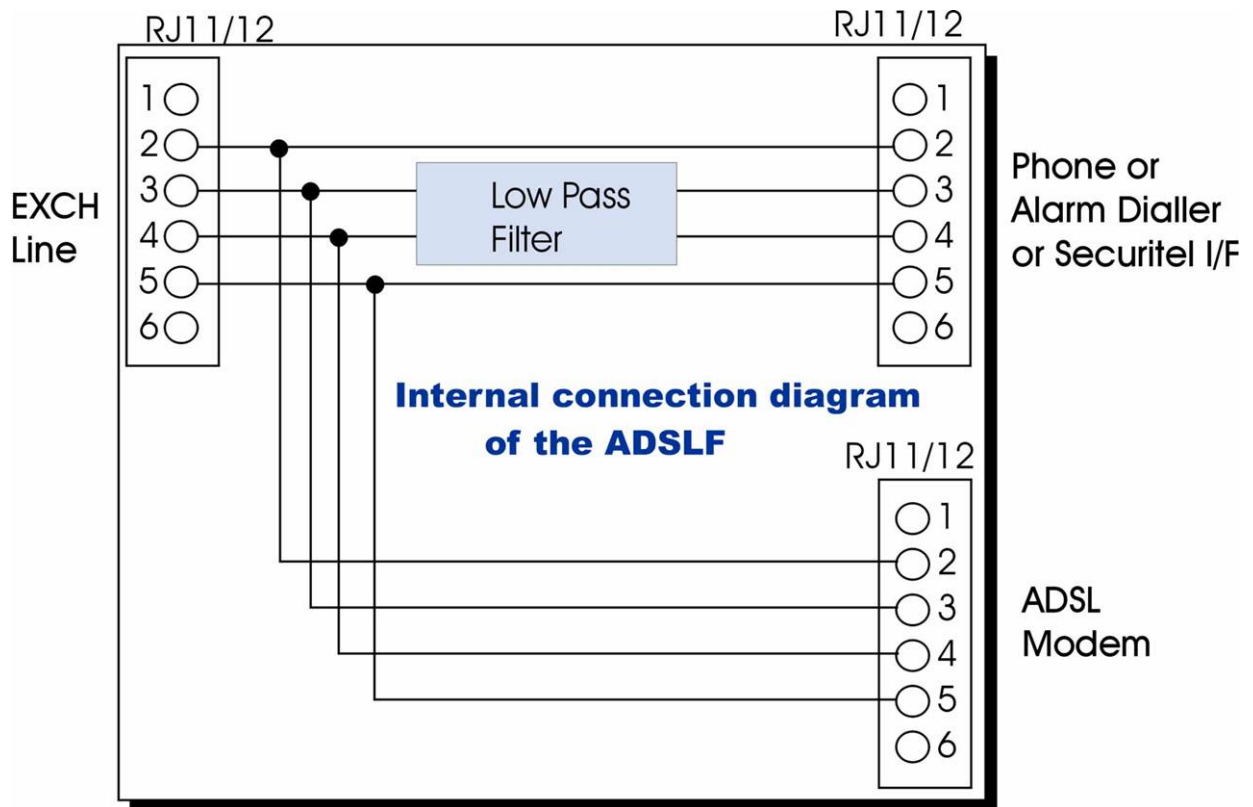 RJ11/12
RJ11/12
1
2
3
4
5
6
EXCH
Line
Low Pass
Filter
1
2
3
4
5
6
Phone or
Alarm Dialler
or Securitel I/F
Internal connection diagram
of the ADSLF
RJ11/12
1
2
3
4
5
6
ADSL
Modem